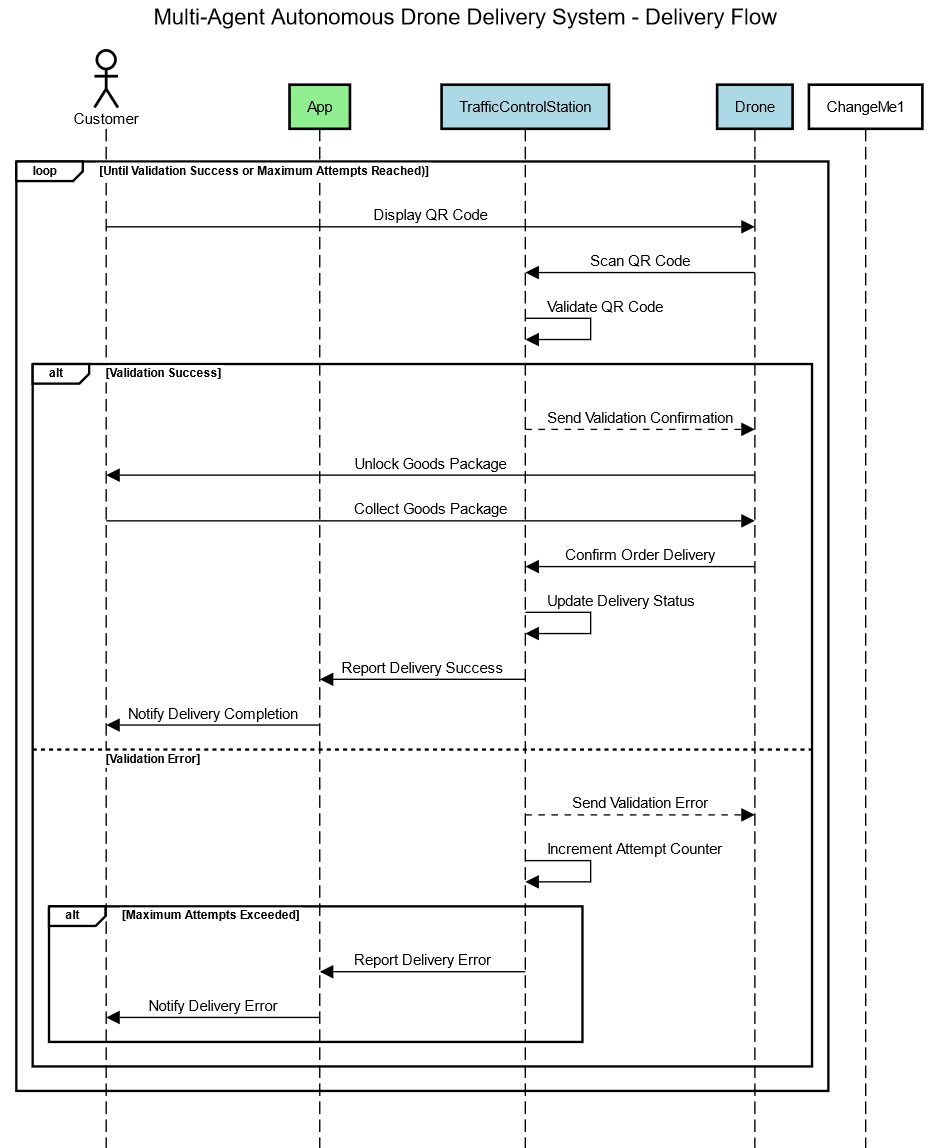 Multi-Agent Autonomous Drone Delivery System - Delivery Flow
Customer
App
TrafficControlStation
Drone
ChangeMe1
loop
[Until Validation Success or Maximum Attempts Reached)]
Display QR Code
Scan QR Code
Validate QR Code
alt
[Validation Success]
Send Validation Confirmation
Unlock Goods Package
Collect Goods Package
Confirm Order Delivery
Update Delivery Status
Report Delivery Success
Notify Delivery Completion
[Validation Error]
Send Validation Error
Increment Attempt Counter
alt
[Maximum Attempts Exceeded]
Report Delivery Error
Notify Delivery Error